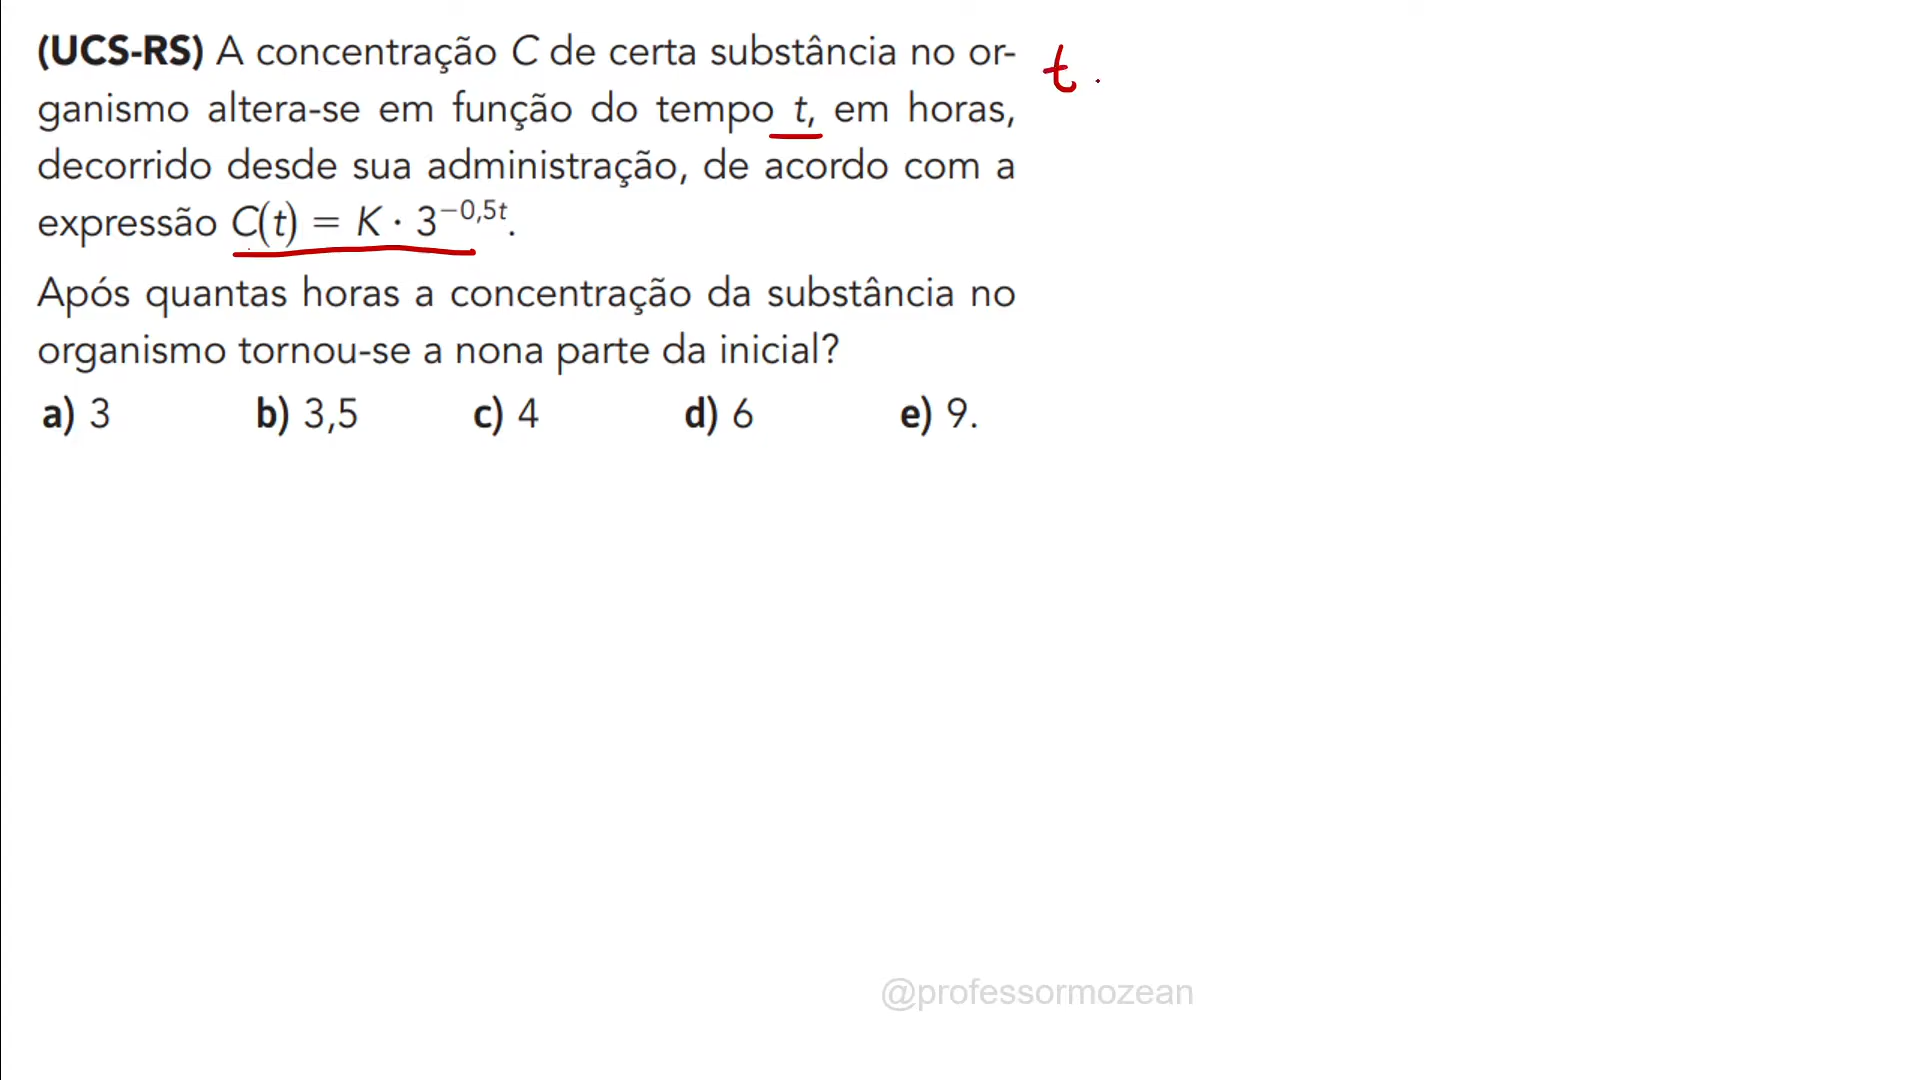 (UCS-RS) A concentração C de certa substância no or-
ganismo altera-se em função do tempo t, em horas,
decorrido desde sua administração, de acordo com a
expressão C(t) = K · 3^{-0,5t}.
Após quantas horas a concentração da substância no
organismo tornou-se a nona parte da inicial?
a) 3 b) 3,5 c) 4 d) 6 e) 9.
t .
@professormozean